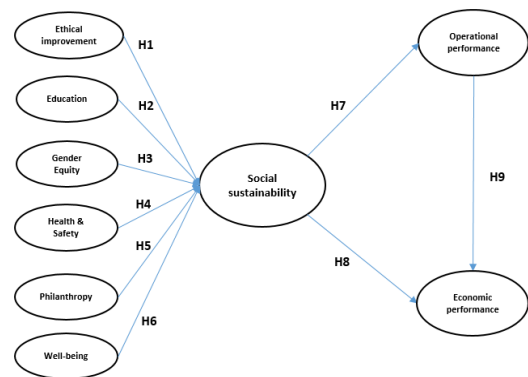 Ethical
improvement
H1
Education
H2
Gender
Equity
H3
Health &
Safety
H4
Philanthropy
H5
Well-being
H6
Social
sustainability
H7
H8
Operational
performance
H9
Economic
performance